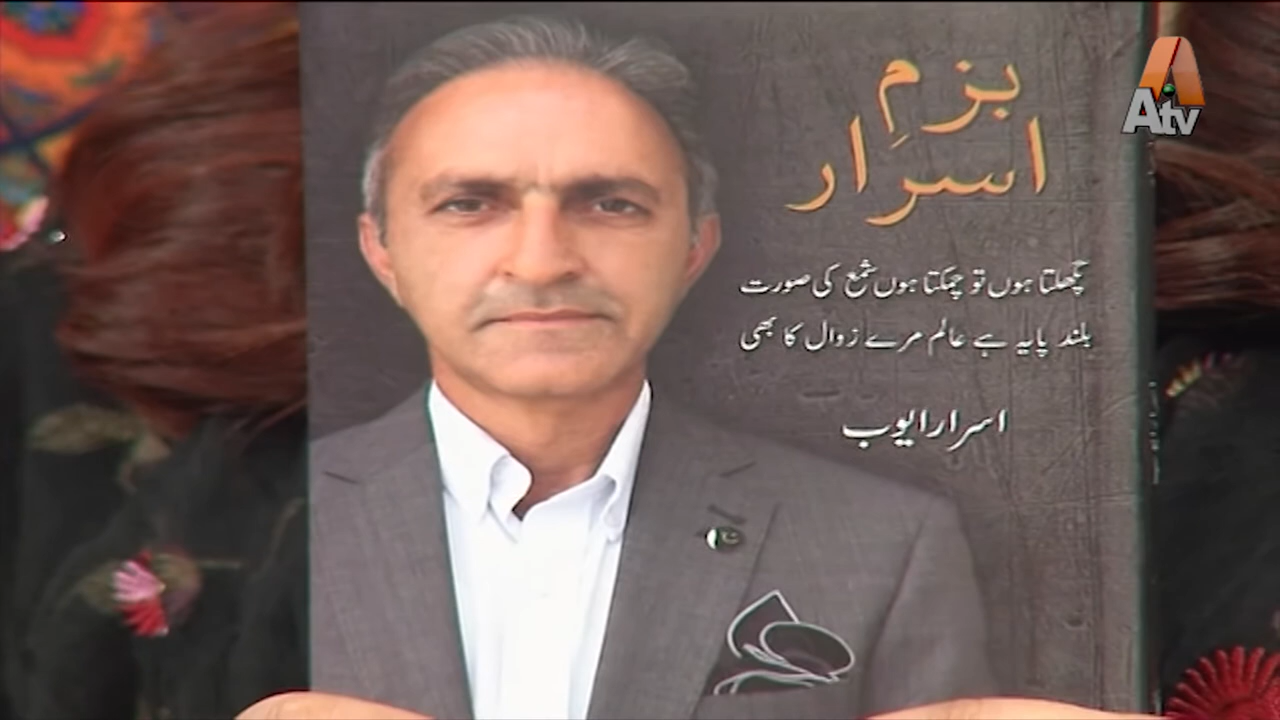 بزمِ
اسرار
پگھلتا ہوں تو چمکتا ہوں شمع کی صورت
بلند پایہ ہے عالم مرے زوال کا بھی
اسرار ایوب
Atv